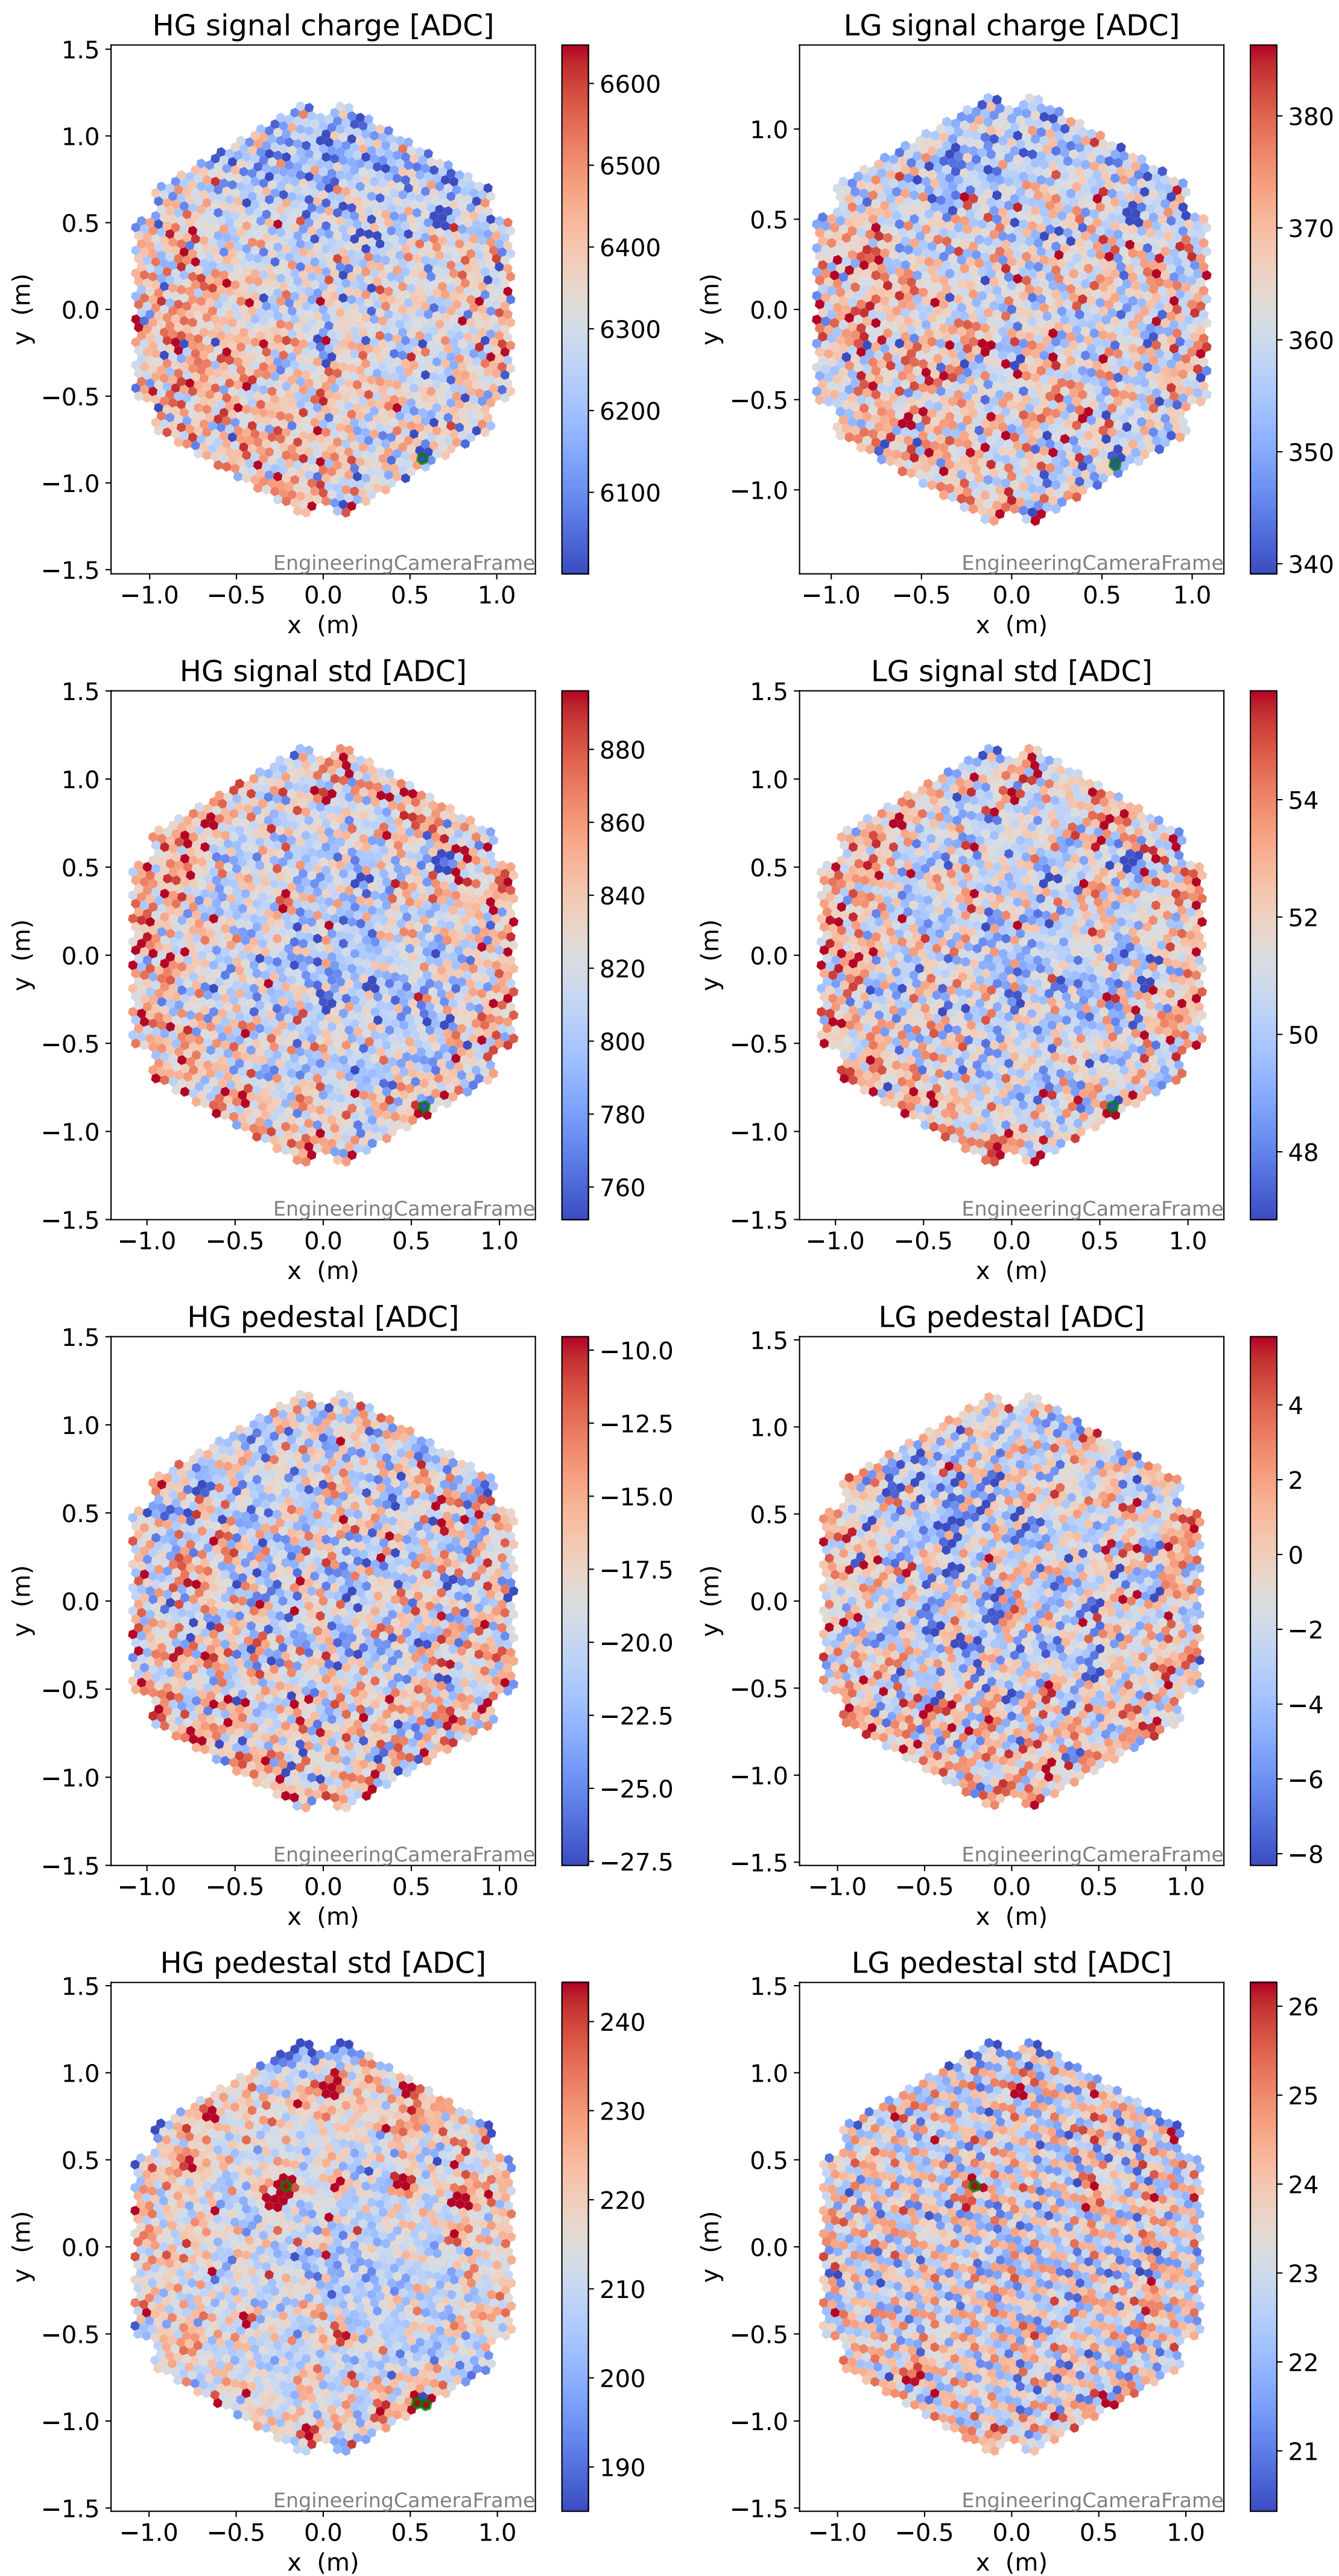 HG signal charge [ADC]
1.5
1.0
0.5
0.0
−0.5
−1.0
−1.5
y (m)
−1.0 −0.5 0.0 0.5 1.0
x (m)
EngineeringCameraFrame
6600
6500
6400
6300
6200
6100
LG signal charge [ADC]
1.0
0.5
0.0
−0.5
−1.0
y (m)
−1.0 −0.5 0.0 0.5 1.0
x (m)
EngineeringCameraFrame
380
370
360
350
340
HG signal std [ADC]
1.5
1.0
0.5
0.0
−0.5
−1.0
−1.5
y (m)
−1.0 −0.5 0.0 0.5 1.0
x (m)
EngineeringCameraFrame
880
860
840
820
800
780
760
LG signal std [ADC]
1.5
1.0
0.5
0.0
−0.5
−1.0
−1.5
y (m)
−1.0 −0.5 0.0 0.5 1.0
x (m)
EngineeringCameraFrame
54
52
50
48
HG pedestal [ADC]
1.5
1.0
0.5
0.0
−0.5
−1.0
−1.5
y (m)
−1.0 −0.5 0.0 0.5 1.0
x (m)
EngineeringCameraFrame
−10.0
−12.5
−15.0
−17.5
−20.0
−22.5
−25.0
−27.5
LG pedestal [ADC]
1.5
1.0
0.5
0.0
−0.5
−1.0
−1.5
y (m)
−1.0 −0.5 0.0 0.5 1.0
x (m)
EngineeringCameraFrame
4
2
0
−2
−4
−6
−8
HG pedestal std [ADC]
1.5
1.0
0.5
0.0
−0.5
−1.0
−1.5
y (m)
−1.0 −0.5 0.0 0.5 1.0
x (m)
EngineeringCameraFrame
240
230
220
210
200
190
LG pedestal std [ADC]
1.5
1.0
0.5
0.0
−0.5
−1.0
−1.5
y (m)
−1.0 −0.5 0.0 0.5 1.0
x (m)
EngineeringCameraFrame
26
25
24
23
22
21